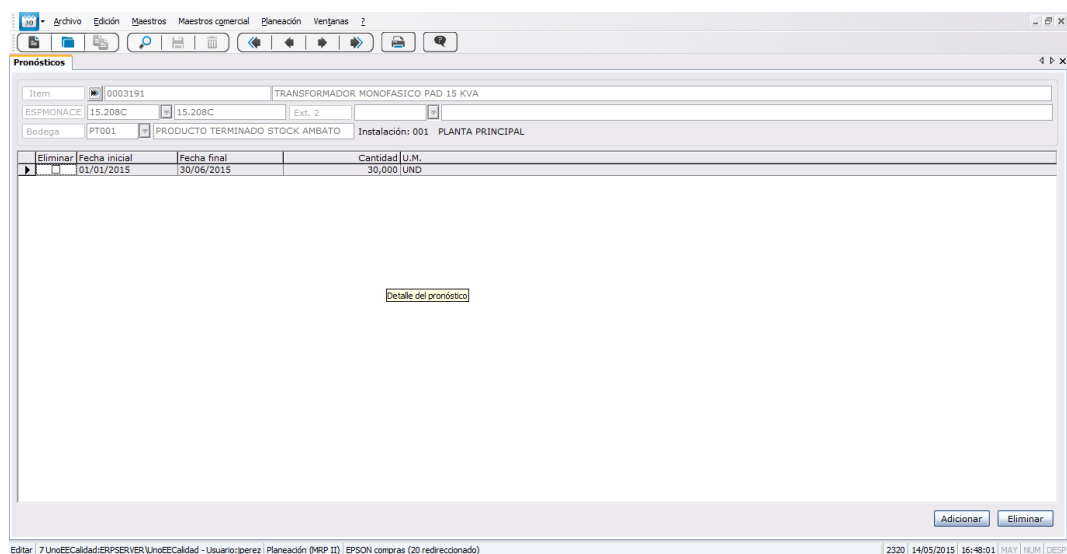 30 Archivo Edición Maestros Maestros comercial Planeación Ventanas ?
Pronósticos
Item 0003191 TRANSFORMADOR MONOFASICO PAD 15 KVA
ESPMONACE 15.208C 15.208C Ext. 2
Bodega PT001 PRODUCTO TERMINADO STOCK AMBATO Instalación: 001 PLANTA PRINCIPAL
Eliminar Fecha inicial Fecha final Cantidad U.M.
01/01/2015 30/06/2015 30,000 UND
Detalle del pronóstico
Adicionar Eliminar
Editar 7 UnoEECalidad:ERPSERVER\UnoEECalidad - Usuario:jperez Planeación (MRP II) EPSON compras (20 redireccionado) 2320 14/05/2015 16:48:01 MAY NUM DESP